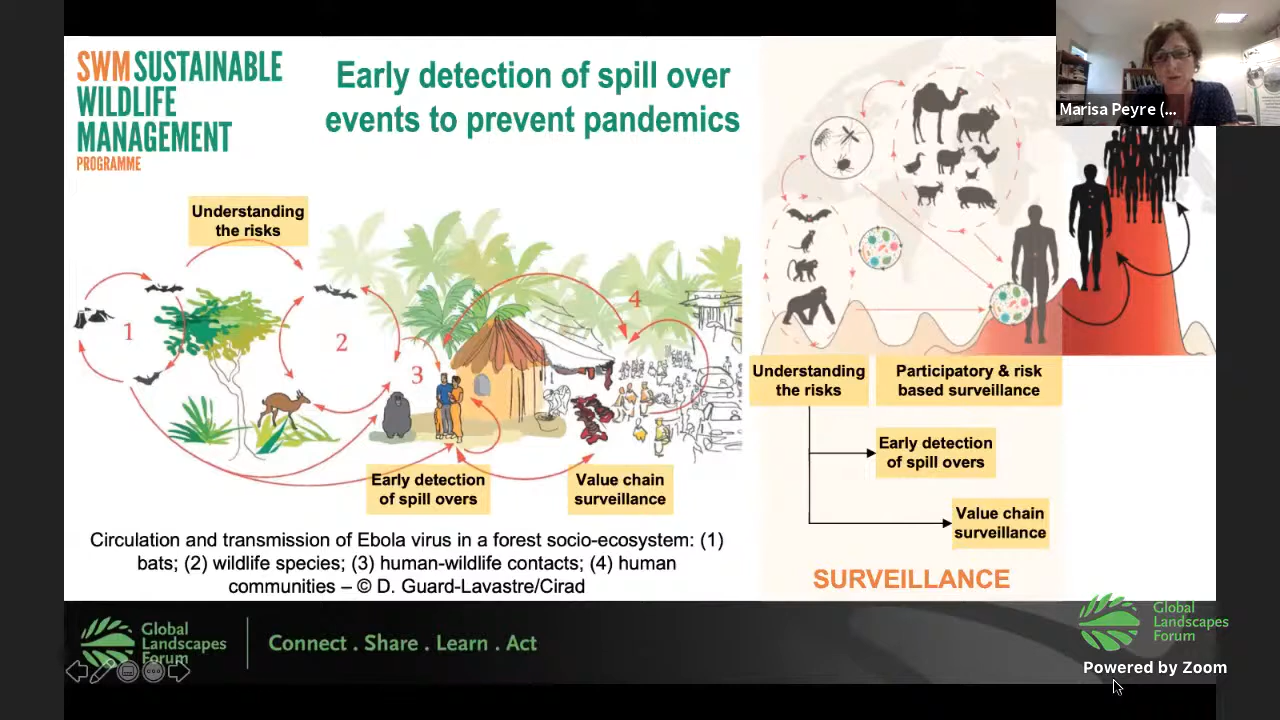 SWM SUSTAINABLE
WILDLIFE
MANAGEMENT
PROGRAMME
Early detection of spill over
events to prevent pandemics
Marisa Peyre (...
Understanding
the risks
1
2
3
4
Early detection
of spill overs
Value chain
surveillance
Circulation and transmission of Ebola virus in a forest socio-ecosystem: (1)
bats; (2) wildlife species; (3) human-wildlife contacts; (4) human
communities – © D. Guard-Lavastre/Cirad
Understanding
the risks
Participatory & risk
based surveillance
Early detection
of spill overs
Value chain
surveillance
SURVEILLANCE
Global
Landscapes
Forum
Connect . Share . Learn . Act
Global
Landscapes
Forum
Powered by Zoom